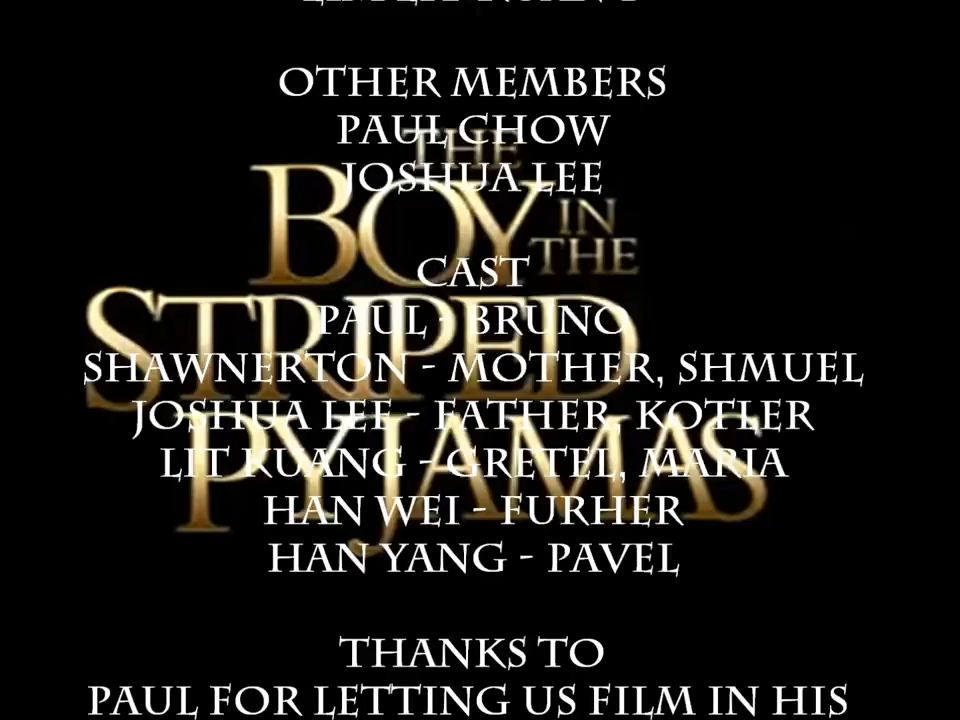 OTHER MEMBERS
PAUL CHOW
JOSHUA LEE
CAST
PAUL - BRUNO
SHAWNERTON - MOTHER, SHMUEL
JOSHUA LEE - FATHER, KOTLER
LIT KUANG - GRETEL, MARIA
HAN WEI - FURHER
HAN YANG - PAVEL
THANKS TO
PAUL FOR LETTING US FILM IN HIS
THE
BOY IN
THE
STRIPED
PYJAMAS